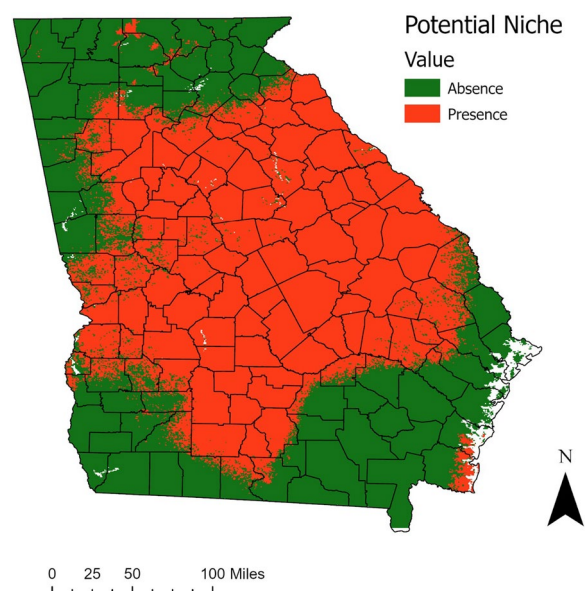 Potential Niche
Value
Absence
Presence
N
0 25 50 100 Miles